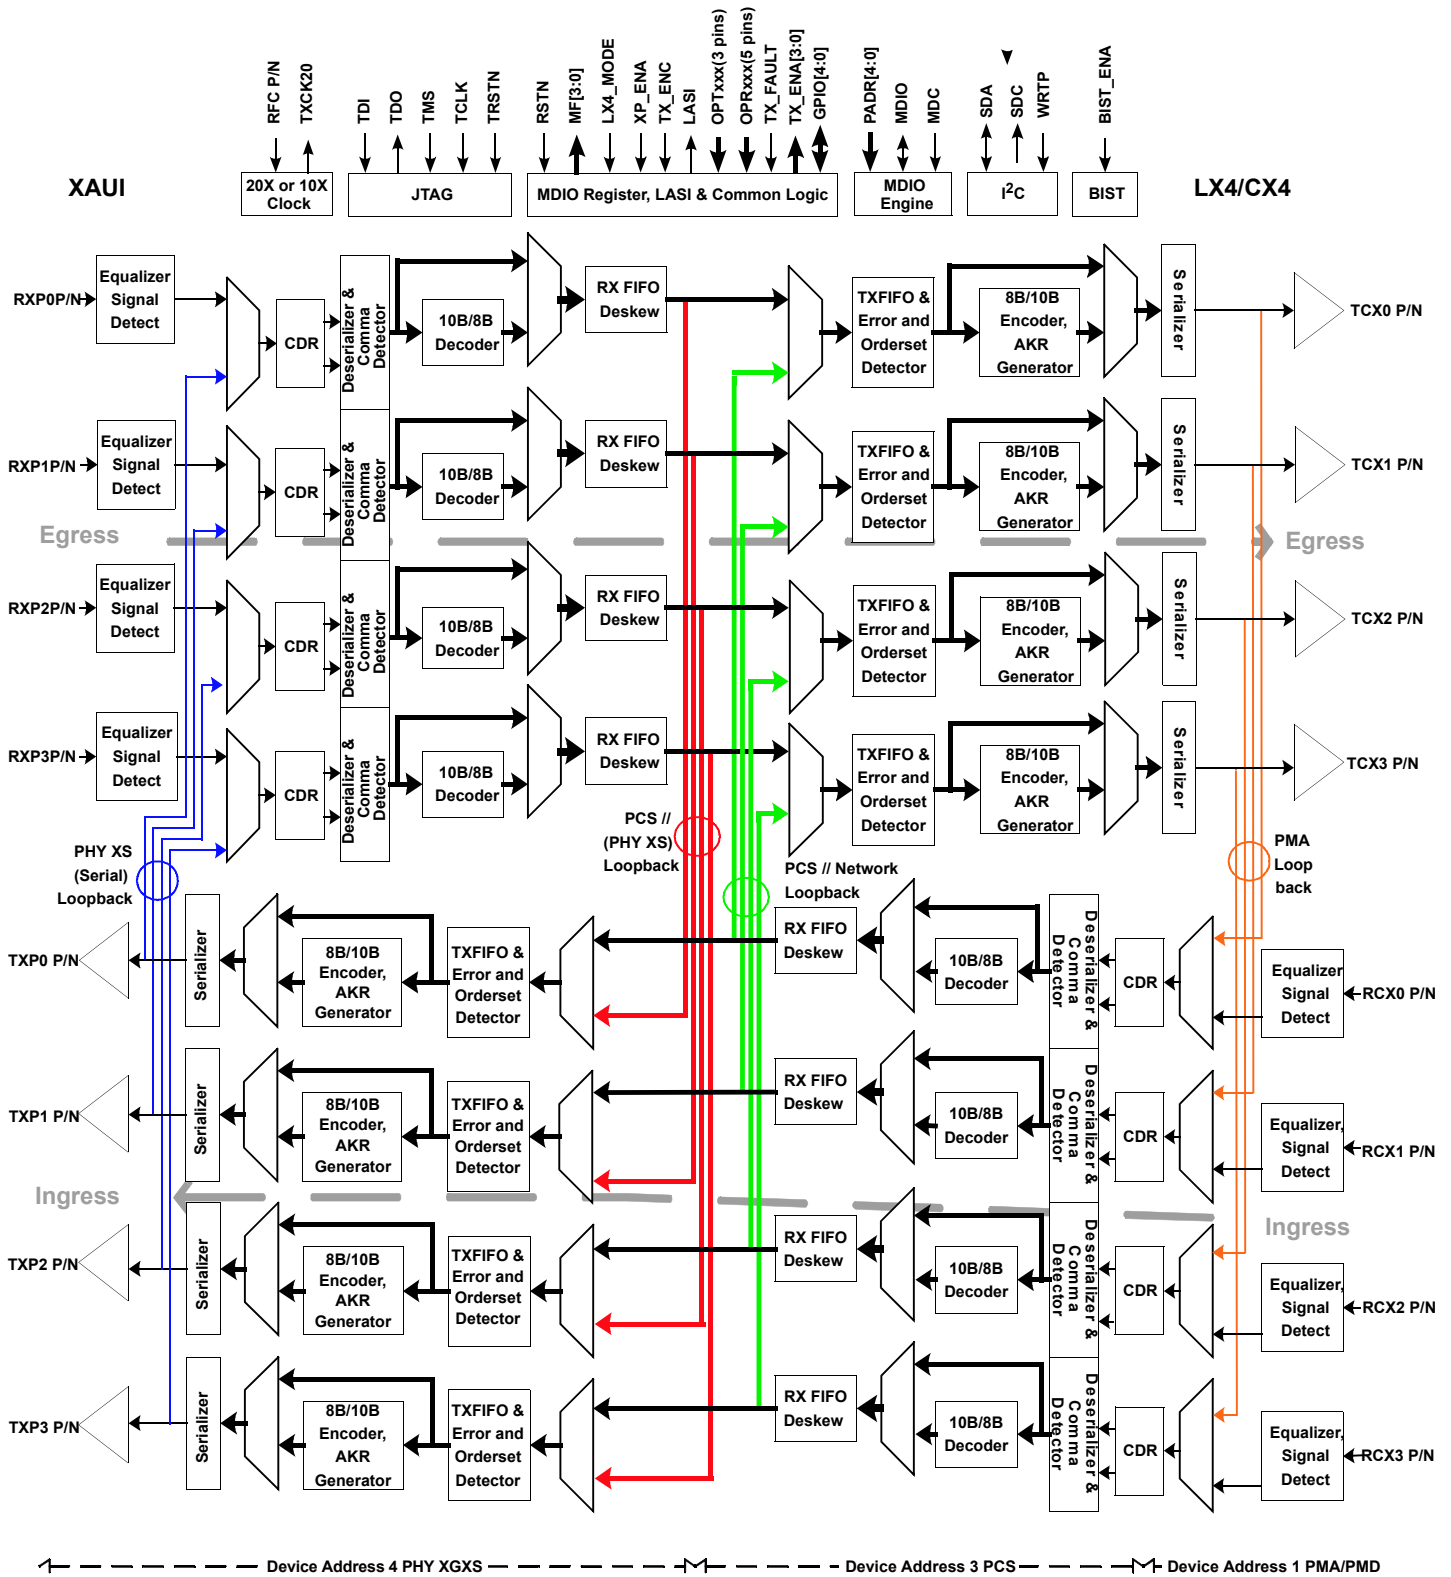 RFC P/N
TXCK20
TDI
TDO
TMS
TCLK
TRSTN
RSTN
MF[3:0]
LX4_MODE
XP_ENA
TX_ENC
LASI
OPTxxx(3 pins)
OPRxxx(5 pins)
TX_FAULT
TX_ENA[3:0]
GPIO[4:0]
PADR[4:0]
MDIO
MDC
SDA
SDC
WRTP
BIST_ENA
XAUI
20X or 10X
Clock
JTAG
MDIO Register, LASI & Common Logic
MDIO
Engine
I2C
BIST
LX4/CX4
RXP0P/N
Equalizer
Signal
Detect
CDR
Deserializer &
Comma
Detector
10B/8B
Decoder
RX FIFO
Deskew
TXFIFO &
Error and
Orderset
Detector
8B/10B
Encoder,
AKR
Generator
Serializer
TCX0 P/N
RXP1P/N
Equalizer
Signal
Detect
CDR
Deserializer &
Comma
Detector
10B/8B
Decoder
RX FIFO
Deskew
TXFIFO &
Error and
Orderset
Detector
8B/10B
Encoder,
AKR
Generator
Serializer
TCX1 P/N
Egress
Egress
RXP2P/N
Equalizer
Signal
Detect
CDR
Deserializer &
Comma
Detector
10B/8B
Decoder
RX FIFO
Deskew
TXFIFO &
Error and
Orderset
Detector
8B/10B
Encoder,
AKR
Generator
Serializer
TCX2 P/N
RXP3P/N
Equalizer
Signal
Detect
CDR
Deserializer &
Comma
Detector
10B/8B
Decoder
RX FIFO
Deskew
TXFIFO &
Error and
Orderset
Detector
8B/10B
Encoder,
AKR
Generator
Serializer
TCX3 P/N
PHY XS
(Serial)
Loopback
PCS //
(PHY XS)
Loopback
PCS // Network
Loopback
PMA
Loop
back
TXP0 P/N
Serializer
8B/10B
Encoder,
AKR
Generator
TXFIFO &
Error and
Orderset
Detector
RX FIFO
Deskew
10B/8B
Decoder
Deserializer &
Comma
Detector
CDR
Equalizer
Signal
Detect
RCX0 P/N
TXP1 P/N
Serializer
8B/10B
Encoder,
AKR
Generator
TXFIFO &
Error and
Orderset
Detector
RX FIFO
Deskew
10B/8B
Decoder
Deserializer &
Comma
Detector
CDR
Equalizer,
Signal
Detect
RCX1 P/N
Ingress
Ingress
TXP2 P/N
Serializer
8B/10B
Encoder,
AKR
Generator
TXFIFO &
Error and
Orderset
Detector
RX FIFO
Deskew
10B/8B
Decoder
Deserializer &
Comma
Detector
CDR
Equalizer,
Signal
Detect
RCX2 P/N
TXP3 P/N
Serializer
8B/10B
Encoder,
AKR
Generator
TXFIFO &
Error and
Orderset
Detector
RX FIFO
Deskew
10B/8B
Decoder
Deserializer &
Comma
Detector
CDR
Equalizer,
Signal
Detect
RCX3 P/N
Device Address 4 PHY XGXS
Device Address 3 PCS
Device Address 1 PMA/PMD